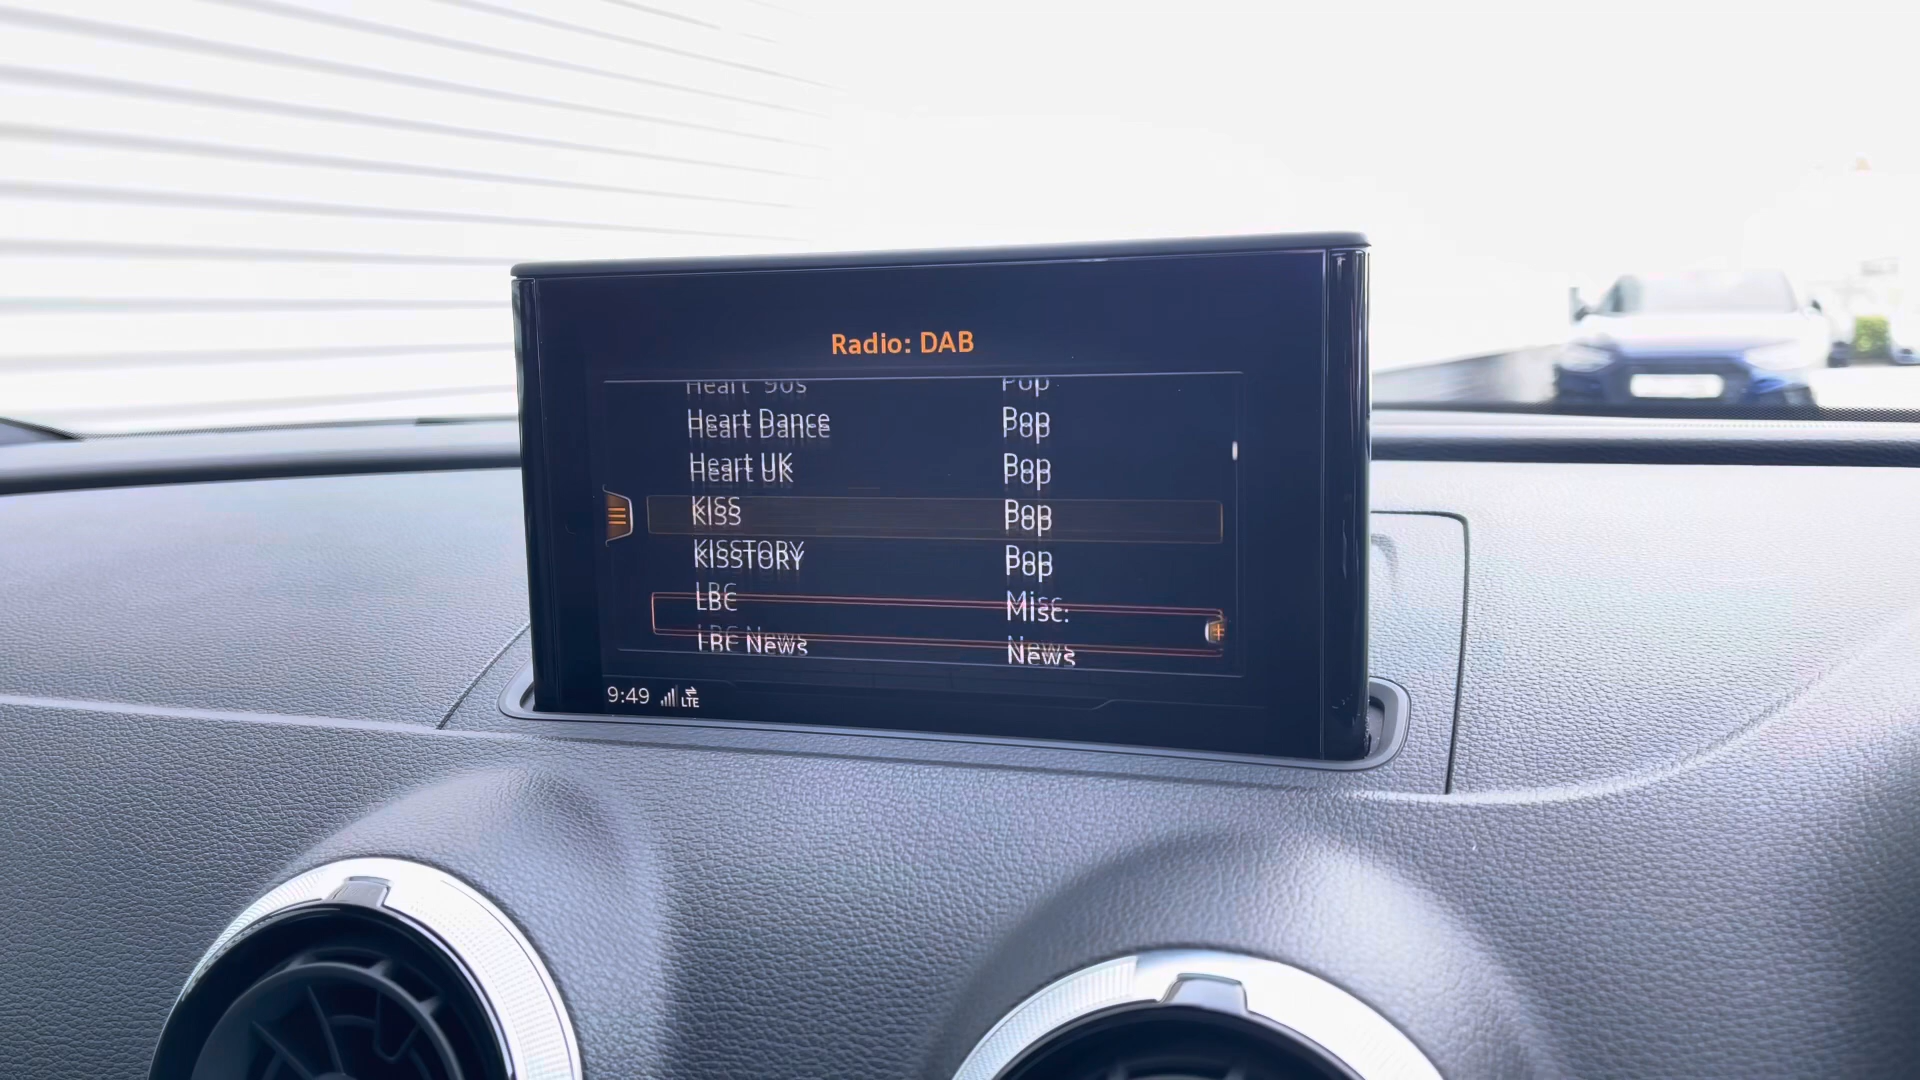 Radio: DAB
Heart 90s Pop
Heart Dance Pop
Heart UK Pop
KISS Pop
KISSTORY Pop
LBC Misc.
LBC News News
9:49 LTE